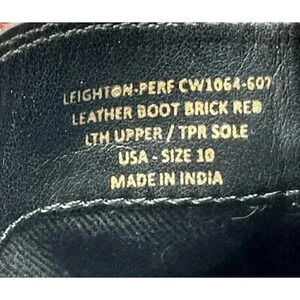 LEIGHTON-PERF CW1064-607
LEATHER BOOT BRICK RED
LTH UPPER / TPR SOLE
USA - SIZE 10
MADE IN INDIA